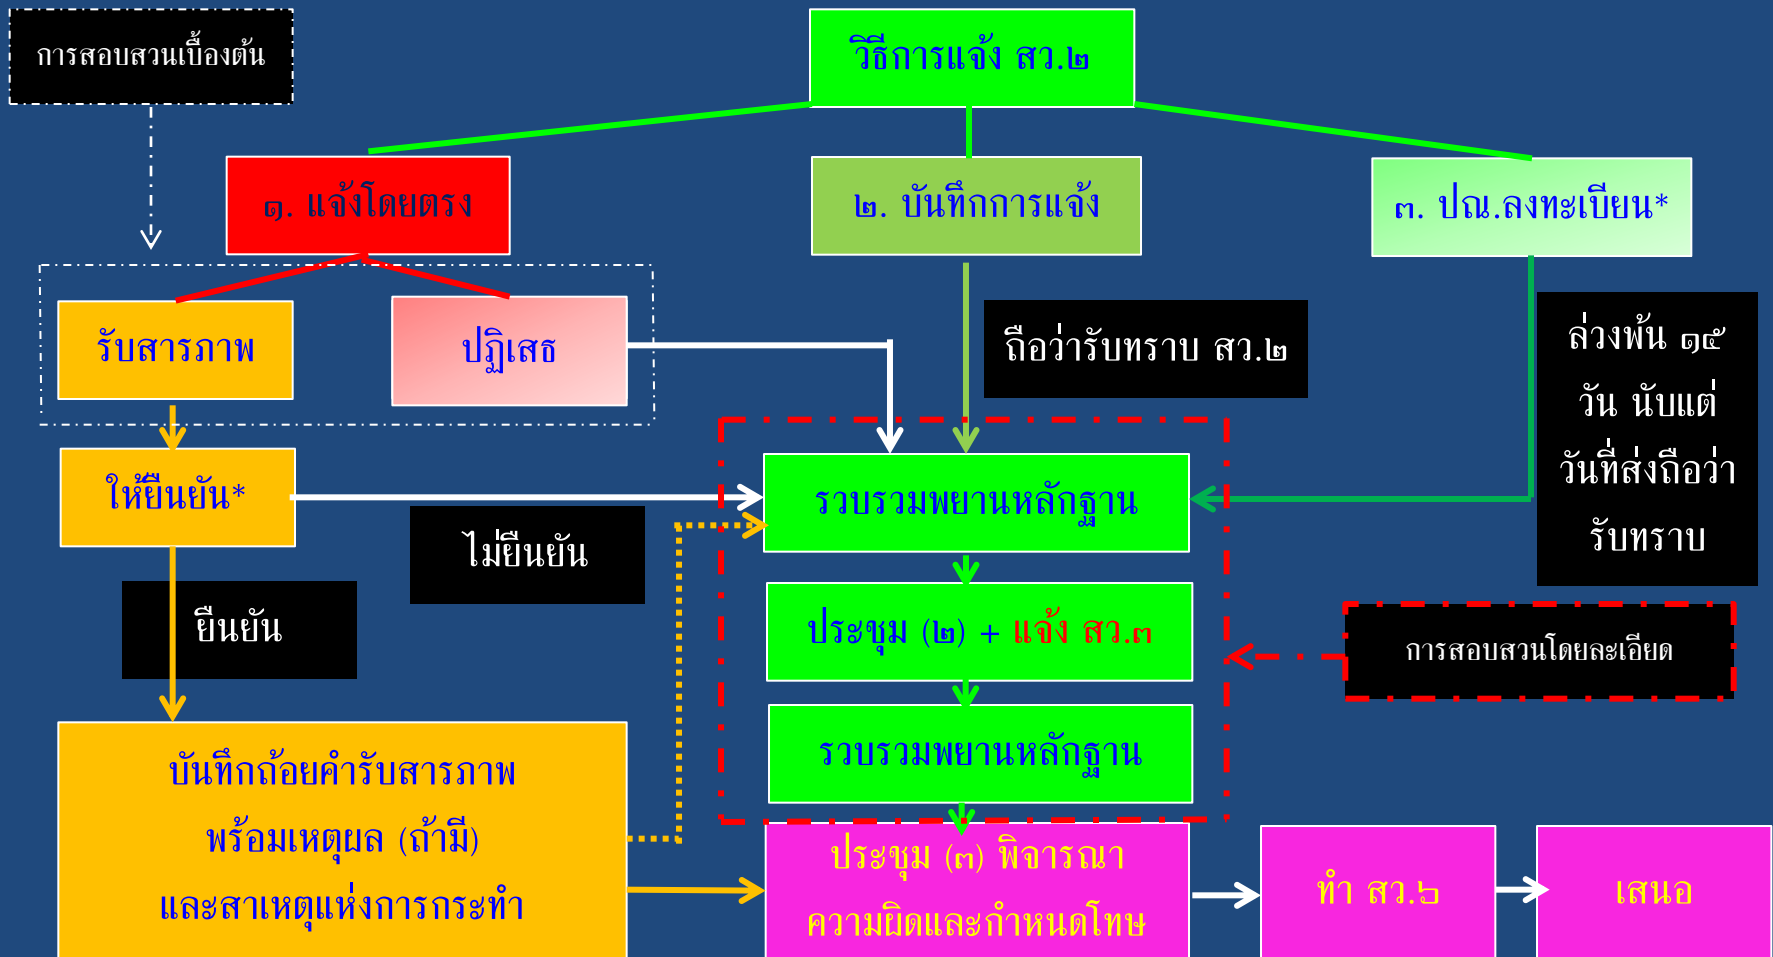 การสอบสวนเบื้องต้น
วิธีการแจ้ง สว.๒
๑. แจ้งโดยตรง
๒. บันทึกการแจ้ง
๓. ปณ.ลงทะเบียน*
รับสารภาพ
ปฏิเสธ
ถือว่ารับทราบ สว.๒
ล่วงพ้น ๑๕
วัน นับแต่
วันที่ส่งถือว่า
รับทราบ
ให้ยืนยัน*
ไม่ยืนยัน
รวบรวมพยานหลักฐาน
ยืนยัน
ประชุม (๒) + แจ้ง สว.๓
การสอบสวนโดยละเอียด
รวบรวมพยานหลักฐาน
บันทึกถ้อยคำรับสารภาพ
พร้อมเหตุผล (ถ้ามี)
และสาเหตุแห่งการกระทำ
ประชุม (๓) พิจารณา
ความผิดและกำหนดโทษ
ทำ สว.๖
เสนอ